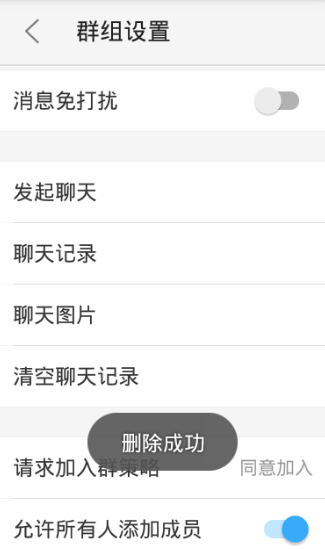 群组设置
消息免打扰
发起聊天
聊天记录
聊天图片
清空聊天记录
删除成功
请求加入群策略 同意加入
允许所有人添加成员